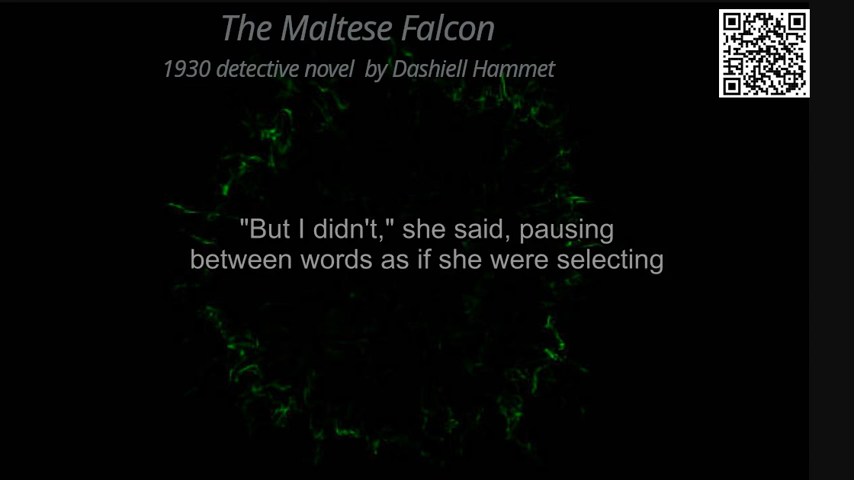 The Maltese Falcon
1930 detective novel by Dashiell Hammet
"But I didn't," she said, pausing
between words as if she were selecting